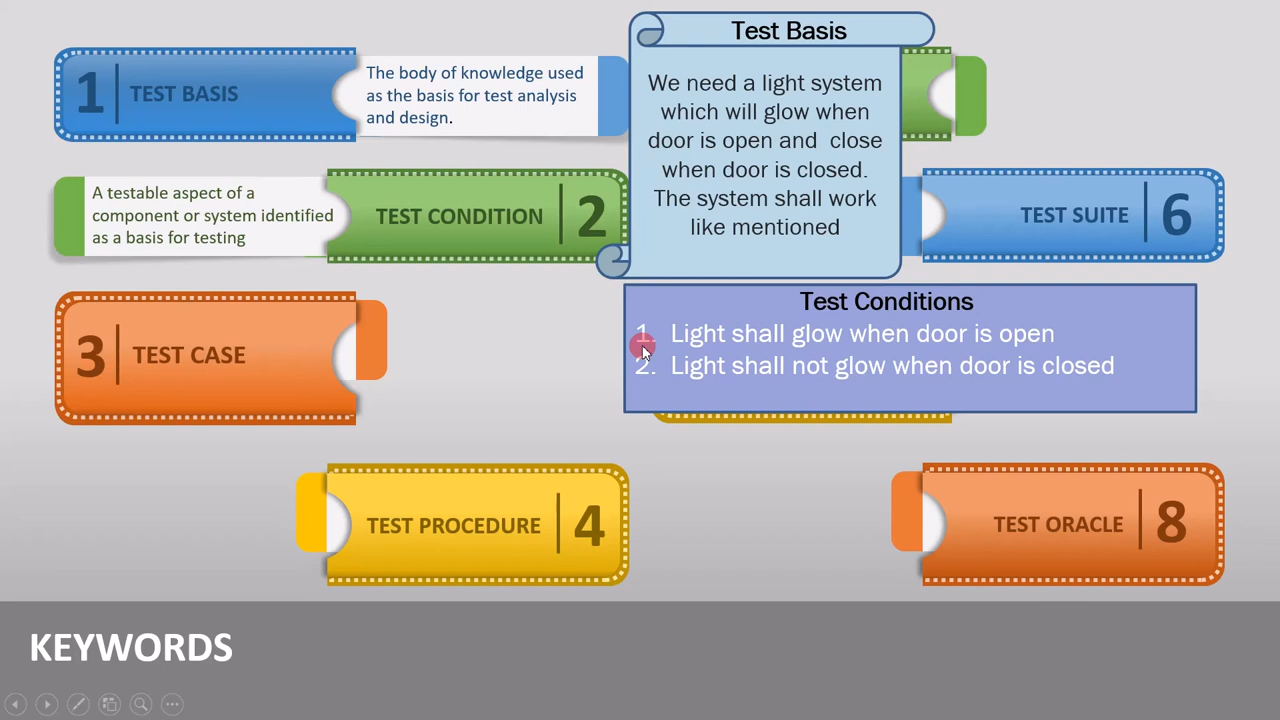 1
TEST BASIS
The body of knowledge used
as the basis for test analysis
and design.
A testable aspect of a
component or system identified
as a basis for testing
TEST CONDITION
2
3
TEST CASE
TEST PROCEDURE
4
Test Basis
We need a light system
which will glow when
door is open and close
when door is closed.
The system shall work
like mentioned
TEST SUITE
6
Test Conditions
1. Light shall glow when door is open
2. Light shall not glow when door is closed
TEST ORACLE
8
KEYWORDS